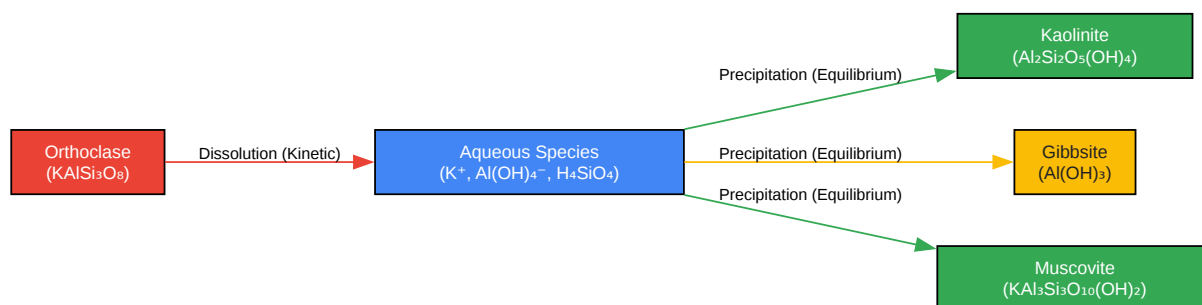 Orthoclase
(KAlSi₃O₈)
Dissolution (Kinetic)
Aqueous Species
(K⁺, Al(OH)₄⁻, H₄SiO₄)
Precipitation (Equilibrium)
Kaolinite
(Al₂Si₂O₅(OH)₄)
Precipitation (Equilibrium)
Gibbsite
(Al(OH)₃)
Precipitation (Equilibrium)
Muscovite
(KAl₃Si₃O₁₀(OH)₂)